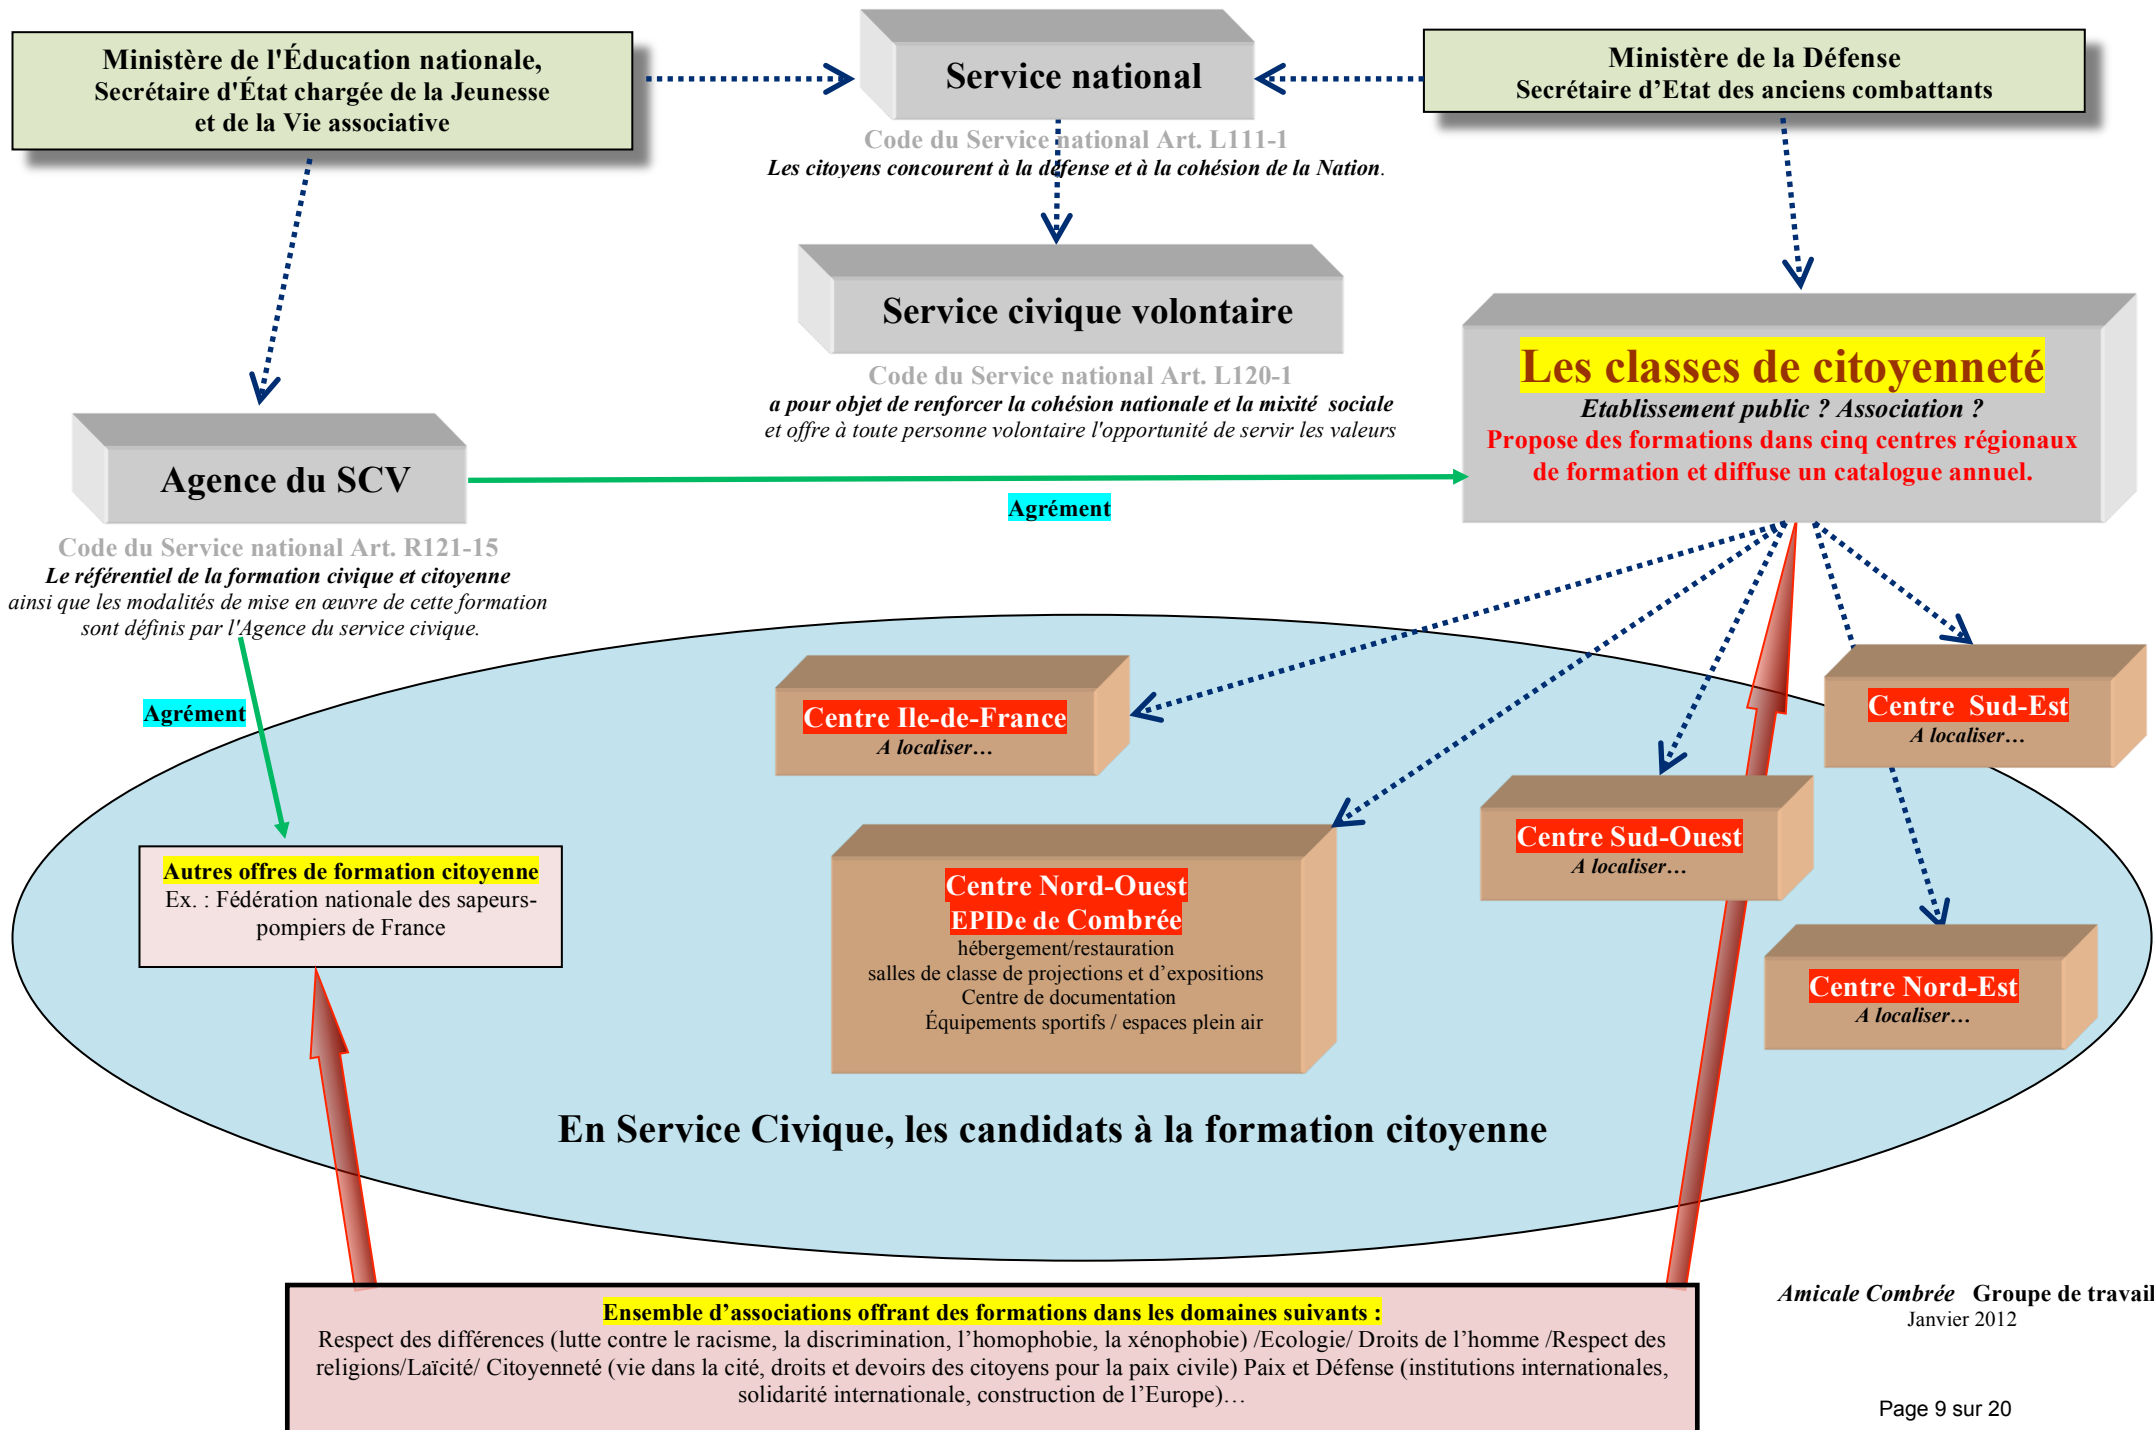 Ministère de l'Éducation nationale,
Secrétaire d'État chargée de la Jeunesse
et de la Vie associative
Service national
Ministère de la Défense
Secrétaire d’Etat des anciens combattants
Code du Service national Art. L111-1
Les citoyens concourent à la défense et à la cohésion de la Nation.
Service civique volontaire
Code du Service national Art. L120-1
a pour objet de renforcer la cohésion nationale et la mixité sociale
et offre à toute personne volontaire l'opportunité de servir les valeurs
Les classes de citoyenneté
Etablissement public ? Association ?
Propose des formations dans cinq centres régionaux
de formation et diffuse un catalogue annuel.
Agence du SCV
Agrément
Code du Service national Art. R121-15
Le référentiel de la formation civique et citoyenne
ainsi que les modalités de mise en œuvre de cette formation
sont définis par l'Agence du service civique.
Agrément
Centre Ile-de-France
A localiser…
Centre Sud-Est
A localiser…
Centre Sud-Ouest
A localiser…
Autres offres de formation citoyenne
Ex. : Fédération nationale des sapeurs-
pompiers de France
Centre Nord-Ouest
EPIDe de Combrée
hébergement/restauration
salles de classe de projections et d’expositions
Centre de documentation
Équipements sportifs / espaces plein air
Centre Nord-Est
A localiser…
En Service Civique, les candidats à la formation citoyenne
Ensemble d’associations offrant des formations dans les domaines suivants :
Respect des différences (lutte contre le racisme, la discrimination, l’homophobie, la xénophobie) /Ecologie/ Droits de l’homme /Respect des
religions/Laïcité/ Citoyenneté (vie dans la cité, droits et devoirs des citoyens pour la paix civile) Paix et Défense (institutions internationales,
solidarité internationale, construction de l’Europe)…
Amicale Combrée Groupe de travail
Janvier 2012
Page 9 sur 20